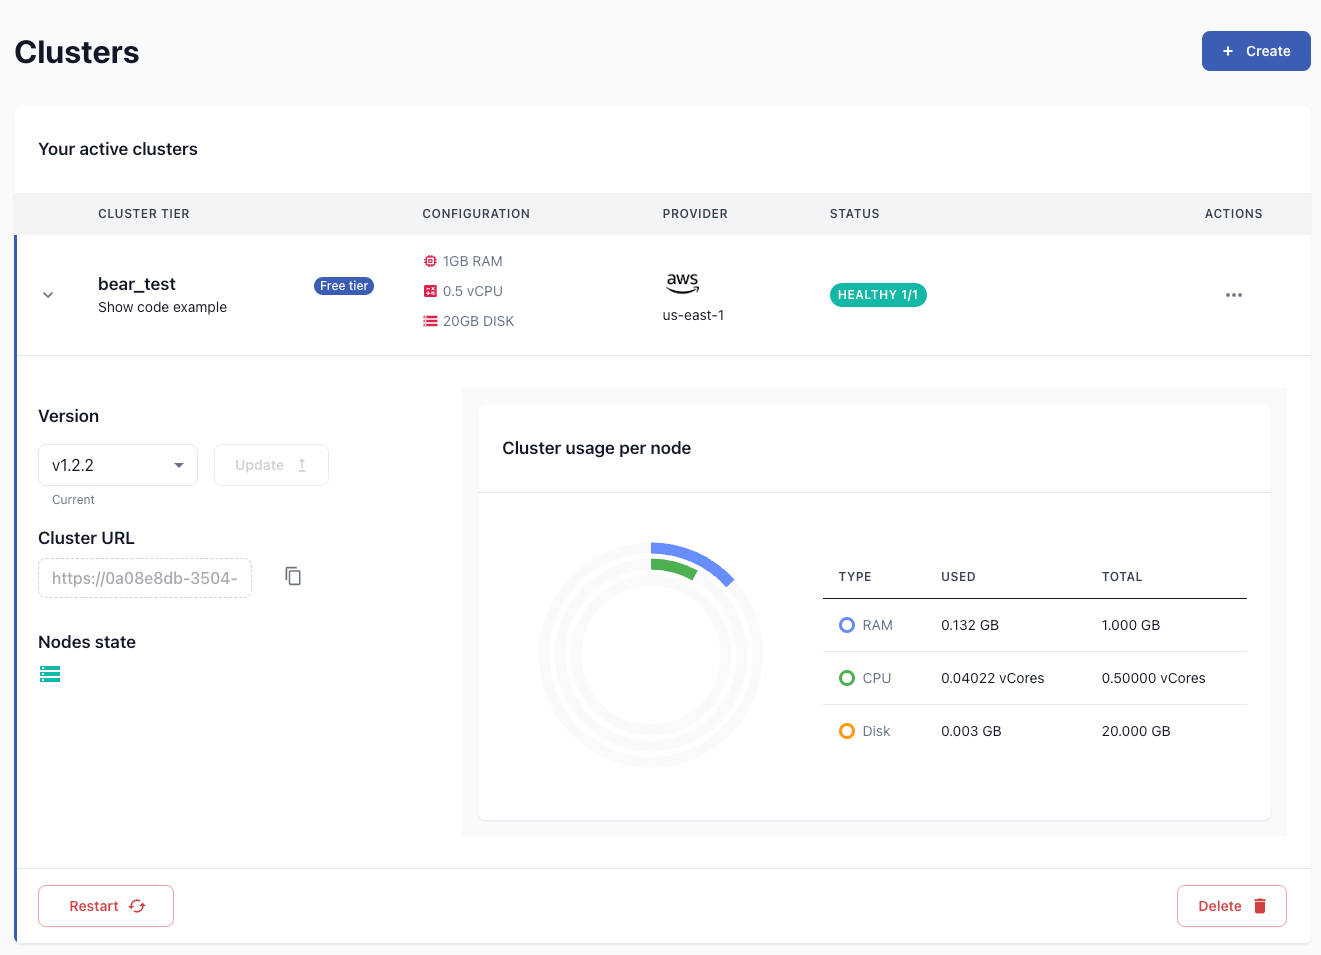 Clusters
+ Create
Your active clusters
CLUSTER TIER CONFIGURATION PROVIDER STATUS ACTIONS
bear_test
Show code example
Free tier
1GB RAM
0.5 vCPU
20GB DISK
aws
us-east-1
HEALTHY 1/1
Version
v1.2.2
Update
Current
Cluster URL
https://0a08e8db-3504-
Nodes state
Cluster usage per node
TYPE USED TOTAL
RAM 0.132 GB 1.000 GB
CPU 0.04022 vCores 0.50000 vCores
Disk 0.003 GB 20.000 GB
Restart
Delete